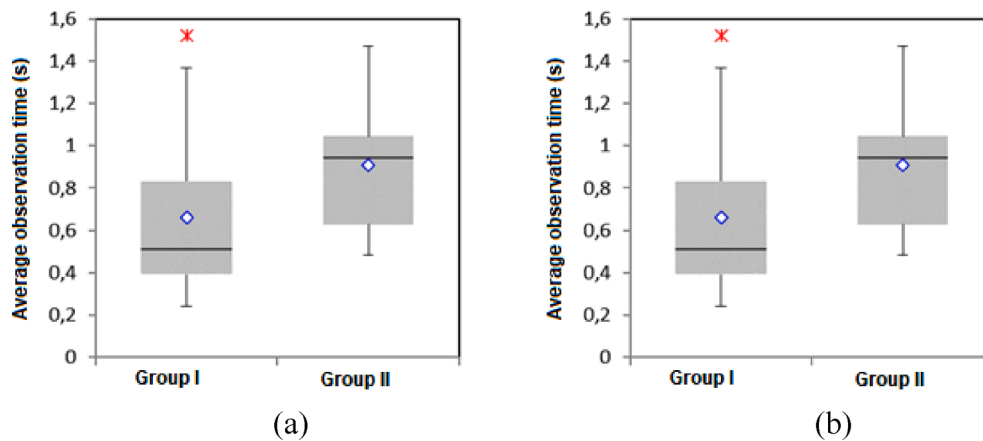 Average observation time (s)
1,6
1,4
1,2
1
0,8
0,6
0,4
0,2
0
Group I
Group II
(a)
Average observation time (s)
1,6
1,4
1,2
1
0,8
0,6
0,4
0,2
0
Group I
Group II
(b)